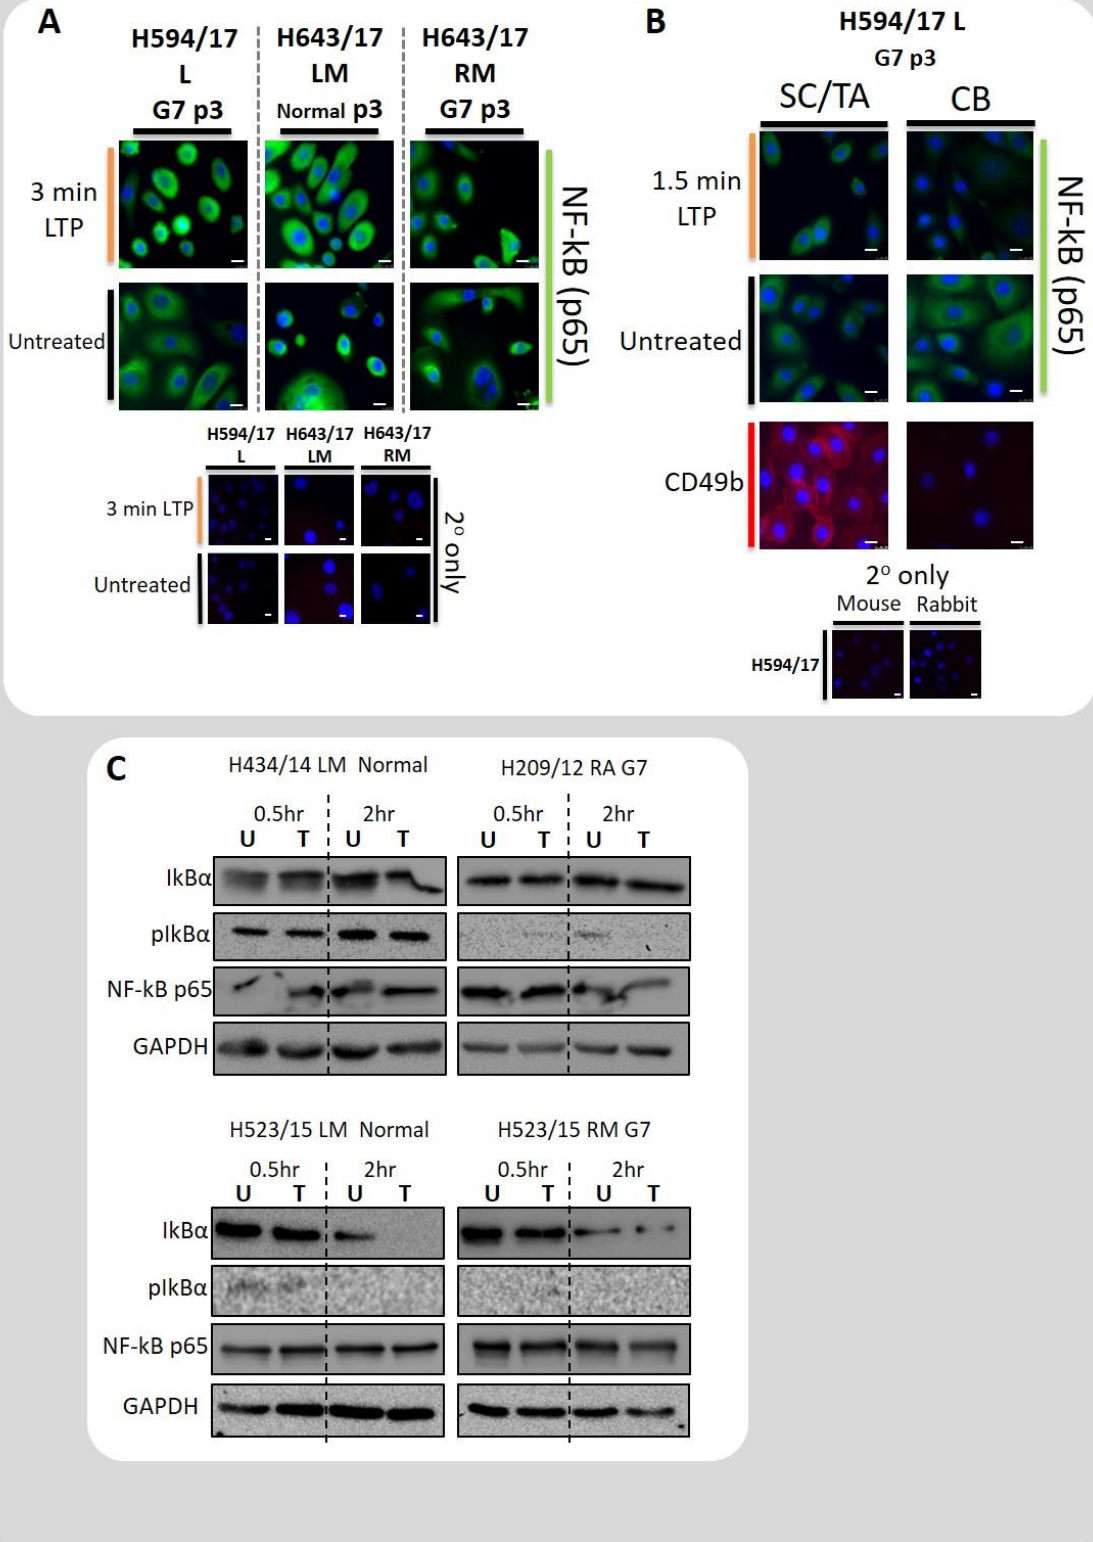 A
H594/17 L G7 p3
H643/17 LM Normal p3
H643/17 RM G7 p3
3 min LTP
Untreated
NF-kB (p65)
H594/17 L
H643/17 LM
H643/17 RM
3 min LTP
Untreated
2o only
B
H594/17 L
G7 p3
SC/TA CB
1.5 min LTP
Untreated
NF-kB (p65)
CD49b
2o only
Mouse Rabbit
H594/17
C
H434/14 LM Normal
0.5hr 2hr
U T U T
H209/12 RA G7
0.5hr 2hr
U T U T
IkBα
pIkBα
NF-kB p65
GAPDH
H523/15 LM Normal
0.5hr 2hr
U T U T
H523/15 RM G7
0.5hr 2hr
U T U T
IkBα
pIkBα
NF-kB p65
GAPDH